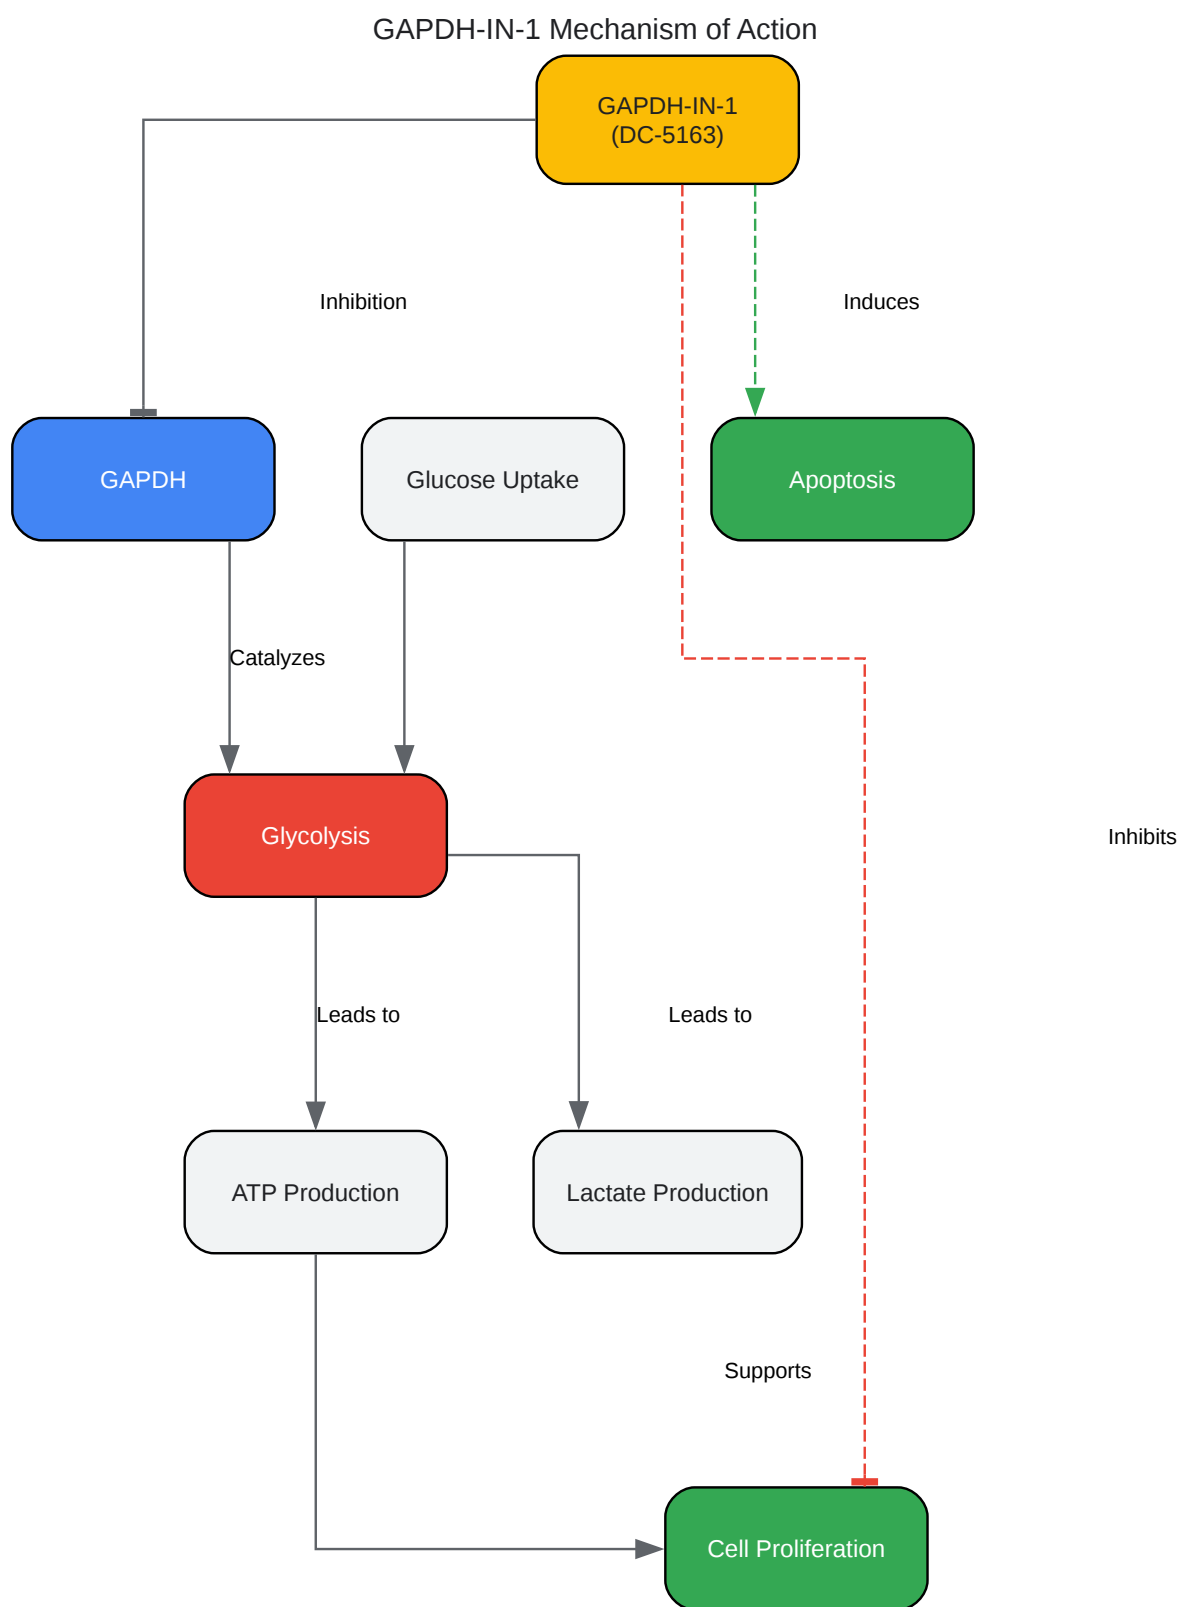 GAPDH-IN-1 Mechanism of Action
GAPDH-IN-1
(DC-5163)
Inhibition
Induces
GAPDH
Glucose Uptake
Apoptosis
Catalyzes
Glycolysis
Inhibits
Leads to
Leads to
ATP Production
Lactate Production
Supports
Cell Proliferation